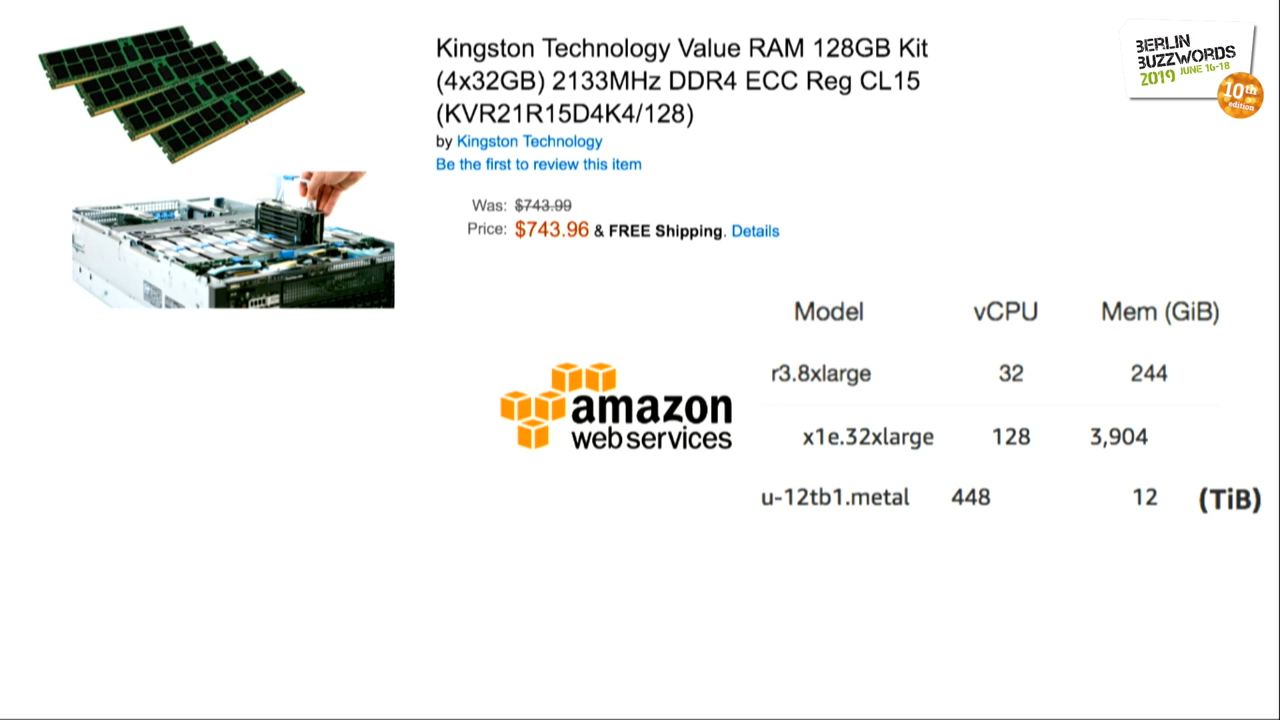 Kingston Technology Value RAM 128GB Kit
(4x32GB) 2133MHz DDR4 ECC Reg CL15
(KVR21R15D4K4/128)
by Kingston Technology
Be the first to review this item
Was: $743.99
Price: $743.96 & FREE Shipping. Details
BERLIN
BUZZWORDS
2019 JUNE 16-18
10th
edition
Model vCPU Mem (GiB)
r3.8xlarge 32 244
amazon
web services
x1e.32xlarge 128 3,904
u-12tb1.metal 448 12 (TiB)